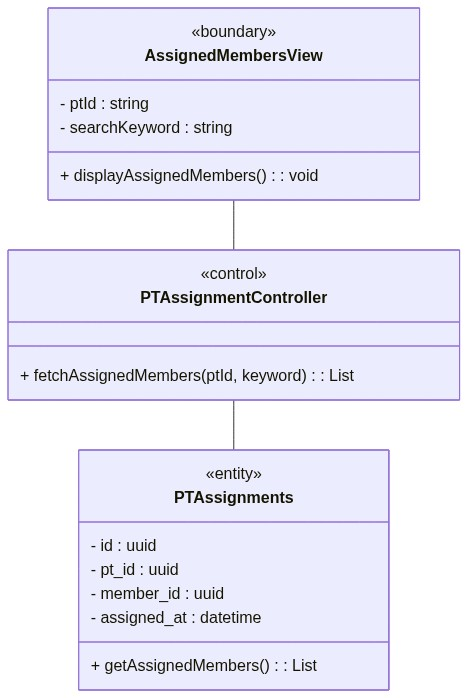 «boundary»
AssignedMembersView
- ptId : string
- searchKeyword : string
+ displayAssignedMembers() : : void
«control»
PTAssignmentController
+ fetchAssignedMembers(ptId, keyword) : : List
«entity»
PTAssignments
- id : uuid
- pt_id : uuid
- member_id : uuid
- assigned_at : datetime
+ getAssignedMembers() : : List